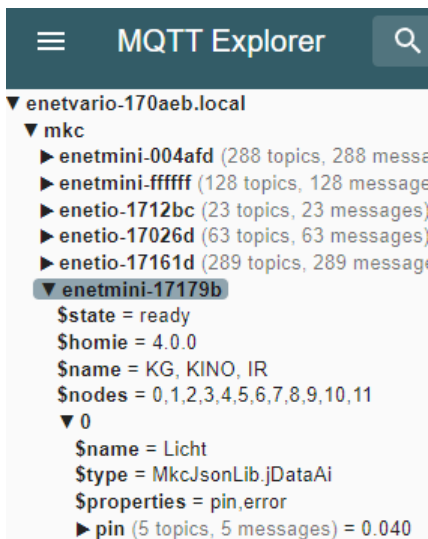 MQTT Explorer
▼ enetvario-170aeb.local
▼ mkc
▶ enetmini-004afd (288 topics, 288 messa
▶ enetmini-ffffff (128 topics, 128 message
▶ enetio-1712bc (23 topics, 23 messages)
▶ enetio-17026d (63 topics, 63 messages)
▶ enetio-17161d (289 topics, 289 message
▼ enetmini-17179b
$state = ready
$homie = 4.0.0
$name = KG, KINO, IR
$nodes = 0,1,2,3,4,5,6,7,8,9,10,11
▼ 0
$name = Licht
$type = MkcJsonLib.jDataAi
$properties = pin,error
▶ pin (5 topics, 5 messages) = 0.040